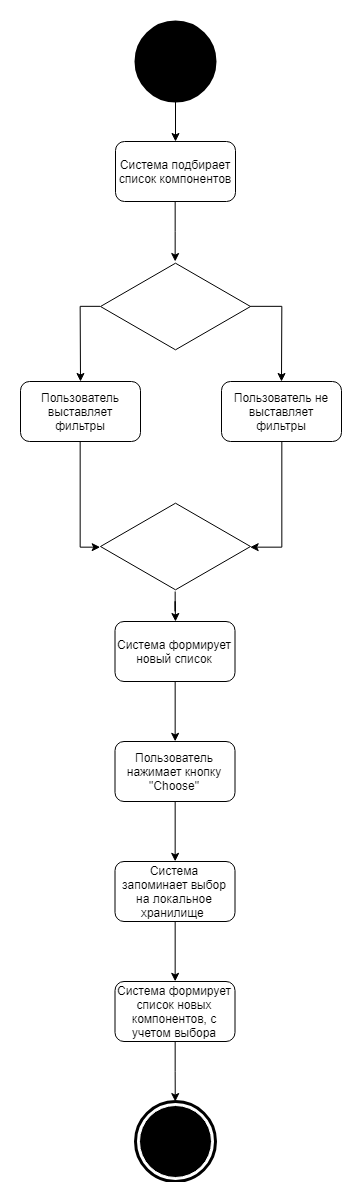 Система подбирает
список компонентов
Пользователь
выставляет
фильтры
Пользователь не
выставляет
фильтры
Система формирует
новый список
Пользователь
нажимает кнопку
"Choose"
Система
запоминает выбор
на локальное
хранилище
Система формирует
список новых
компонентов, с
учетом выбора